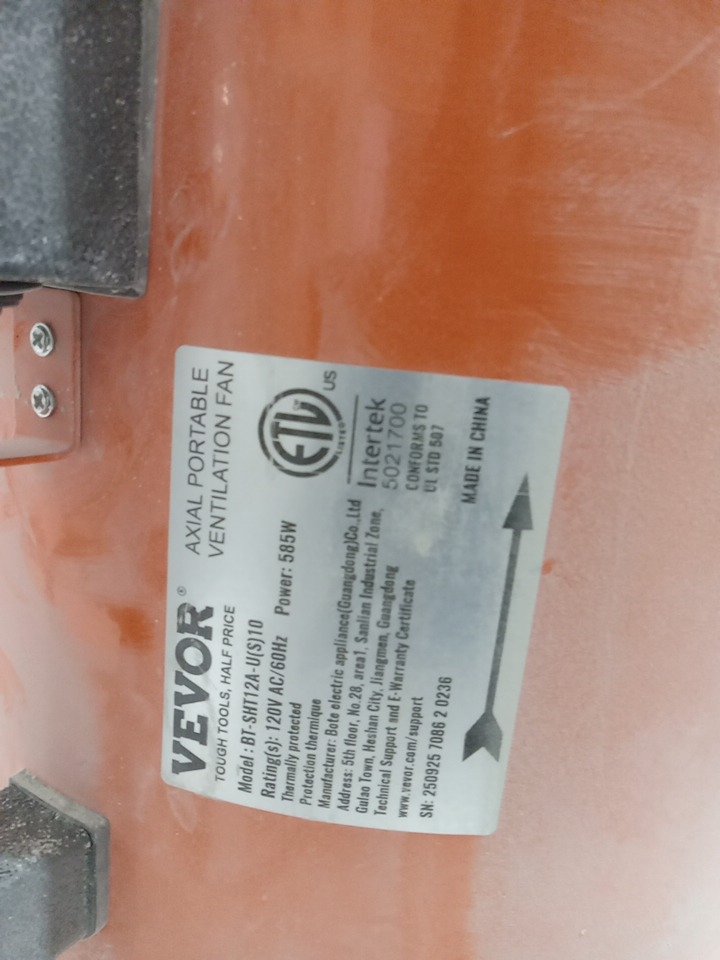 VEVOR®
TOUGH TOOLS, HALF PRICE
AXIAL PORTABLE
VENTILATION FAN
Model: BT-SHT12A-U(S)10
Rating(s): 120V AC/60Hz Power: 585W
Thermally protected
Protection thermique
Manufacturer: Bote electric appliance(Guangdong)Co.,Ltd
Address: 5th floor, No.28, area1, Sanlian Industrial Zone,
Gulao Town, Heshan City, Jiangmen, Guangdong
Technical Support and E-Warranty Certificate
www.vevor.com/support
SN: 250925 7086 2 0236
ETL
CM
LISTED
US
Intertek
5021700
CONFORMS TO
UL STD 507
MADE IN CHINA